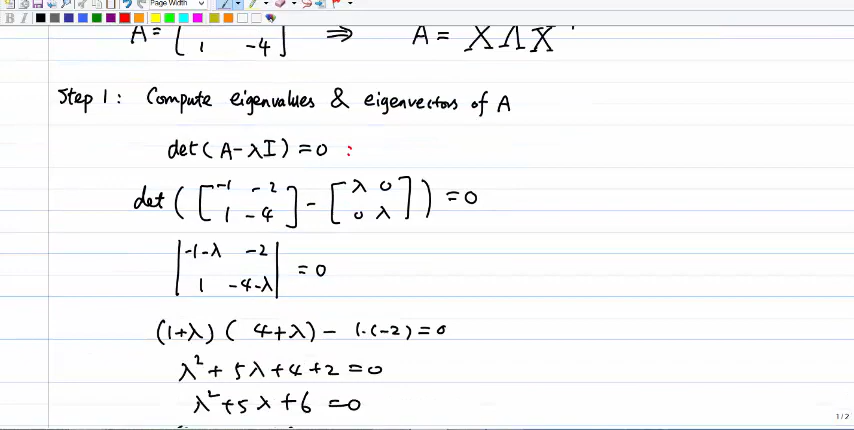 Page Width
A = [ 1 -4 ] ⇒ A = X Λ X
Step 1: Compute eigenvalues & eigenvectors of A
det(A-λI)=0 :
det ( [ -1 -2
1 -4 ] - [ λ 0
0 λ ] ) = 0
| -1-λ -2
1 -4-λ | = 0
(1+λ)( 4+λ) - 1·(-2) = 0
λ² + 5λ + 4 + 2 = 0
λ² + 5λ + 6 = 0
1/2